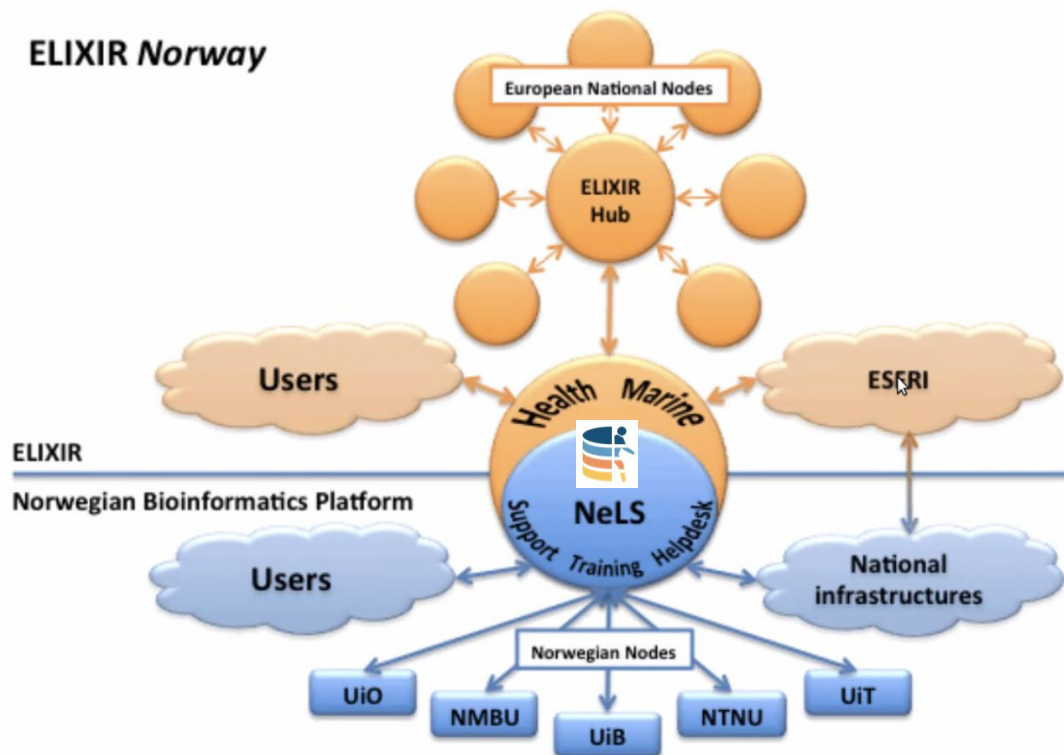 ELIXIR Norway
European National Nodes
ELIXIR
Hub
Users
Health Marine
ESFRI
ELIXIR
Norwegian Bioinformatics Platform
NeLS
Support Training Helpdesk
Users
National
infrastructures
Norwegian Nodes
UiO
NMBU
UiB
NTNU
UiT